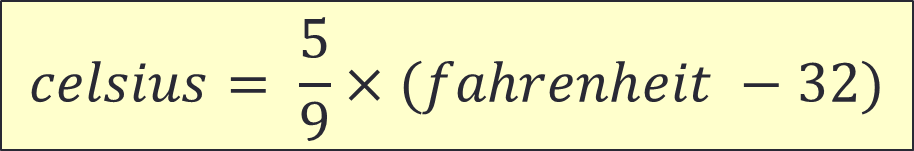 celsius = 5/9 × (fahrenheit − 32)